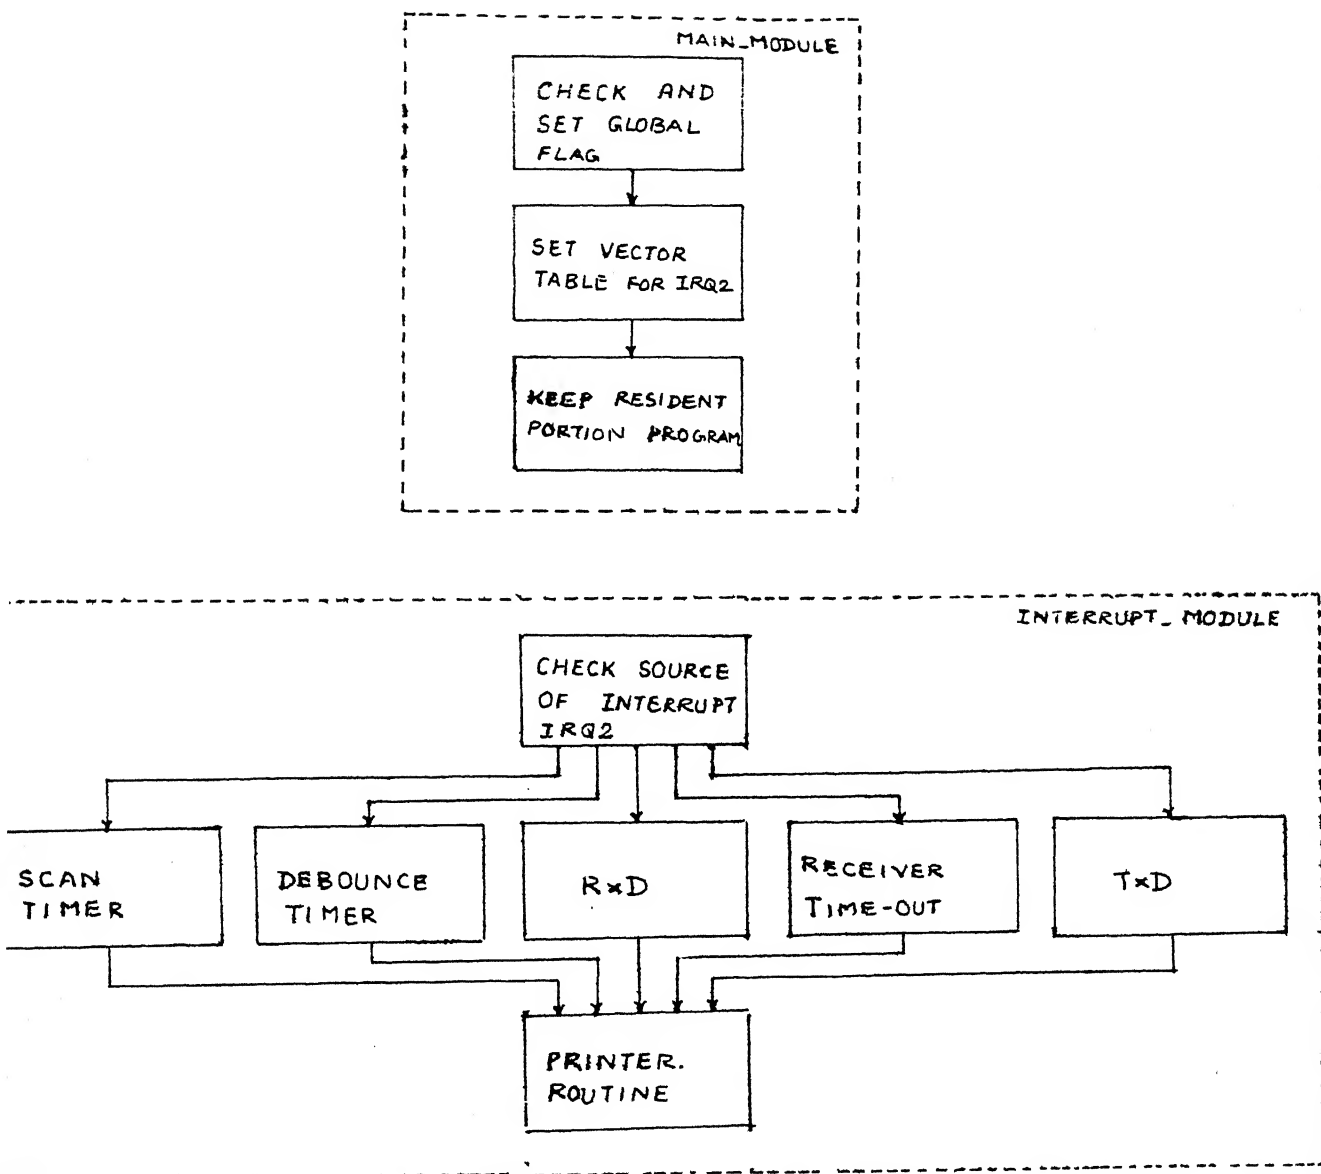 MAIN_MODULE
CHECK AND
SET GLOBAL
FLAG
SET VECTOR
TABLE FOR IRQ2
KEEP RESIDENT
PORTION PROGRAM
INTERRUPT_MODULE
CHECK SOURCE
OF INTERRUPT
IRQ2
SCAN
TIMER
DEBOUNCE
TIMER
RxD
RECEIVER
TIME-OUT
TxD
PRINTER.
ROUTINE